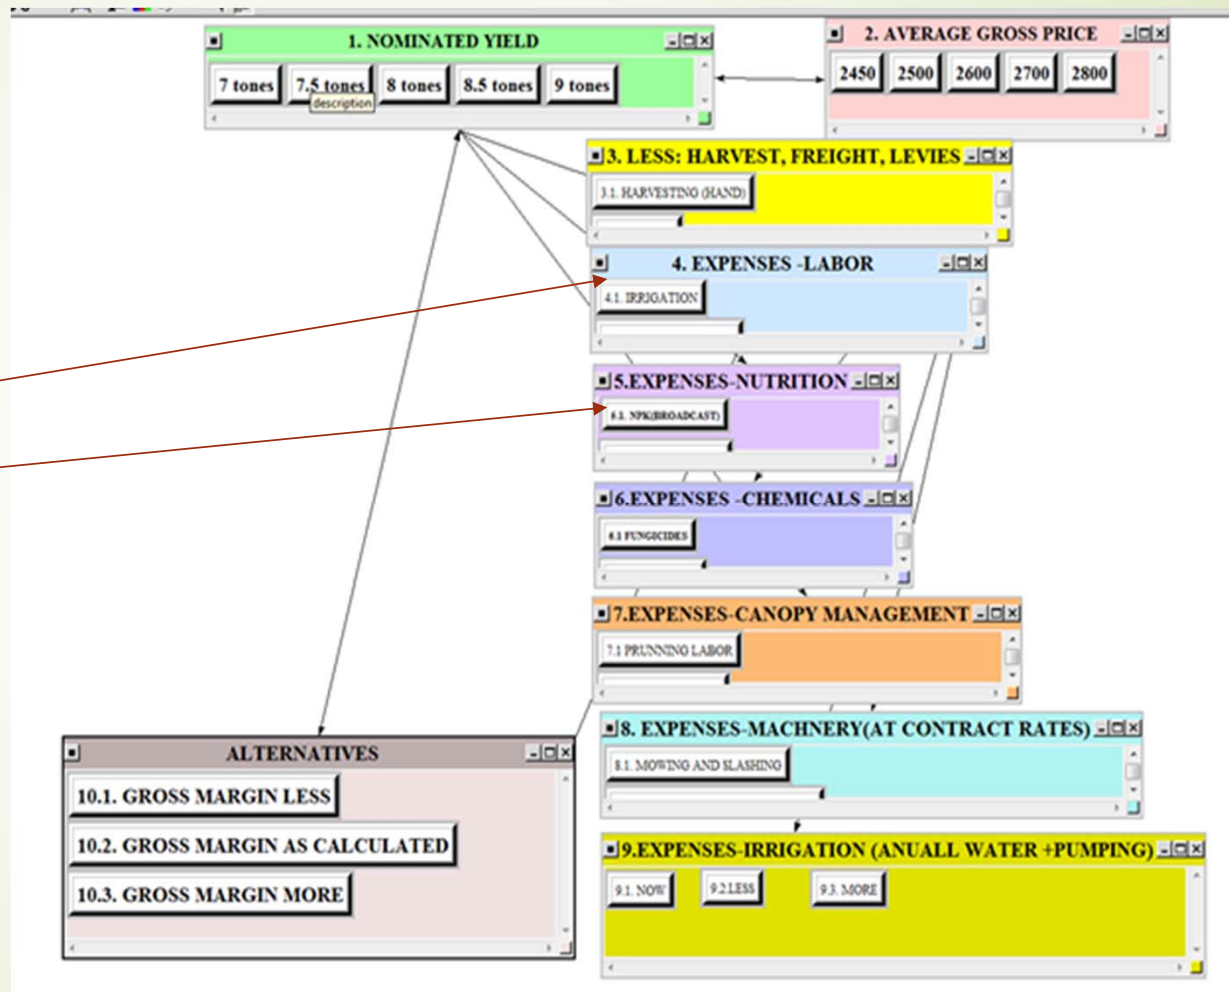 1. NOMINATED YIELD
7 tones 7.5 tones 8 tones 8.5 tones 9 tones
description
2. AVERAGE GROSS PRICE
2450 2500 2600 2700 2800
3. LESS: HARVEST, FREIGHT, LEVIES
3.1. HARVESTING (HAND)
4. EXPENSES -LABOR
4.1. IRRIGATION
5.EXPENSES-NUTRITION
5.1. NPK(BROADCAST)
6.EXPENSES -CHEMICALS
6.1 FUNGICIDES
7.EXPENSES-CANOPY MANAGEMENT
7.1 PRUNNING LABOR
8. EXPENSES-MACHNERY(AT CONTRACT RATES)
8.1. MOWING AND SLASHING
9.EXPENSES-IRRIGATION (ANUALL WATER +PUMPING)
9.1. NOW 9.2 LESS 9.3. MORE
ALTERNATIVES
10.1. GROSS MARGIN LESS
10.2. GROSS MARGIN AS CALCULATED
10.3. GROSS MARGIN MORE